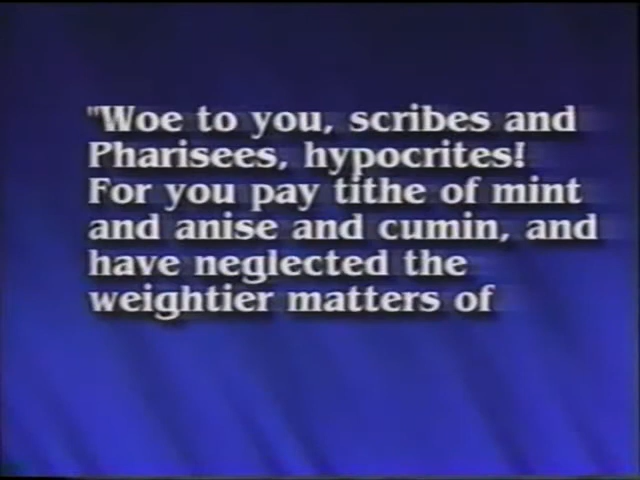 "Woe to you, scribes and
Pharisees, hypocrites!
For you pay tithe of mint
and anise and cumin, and
have neglected the
weightier matters of